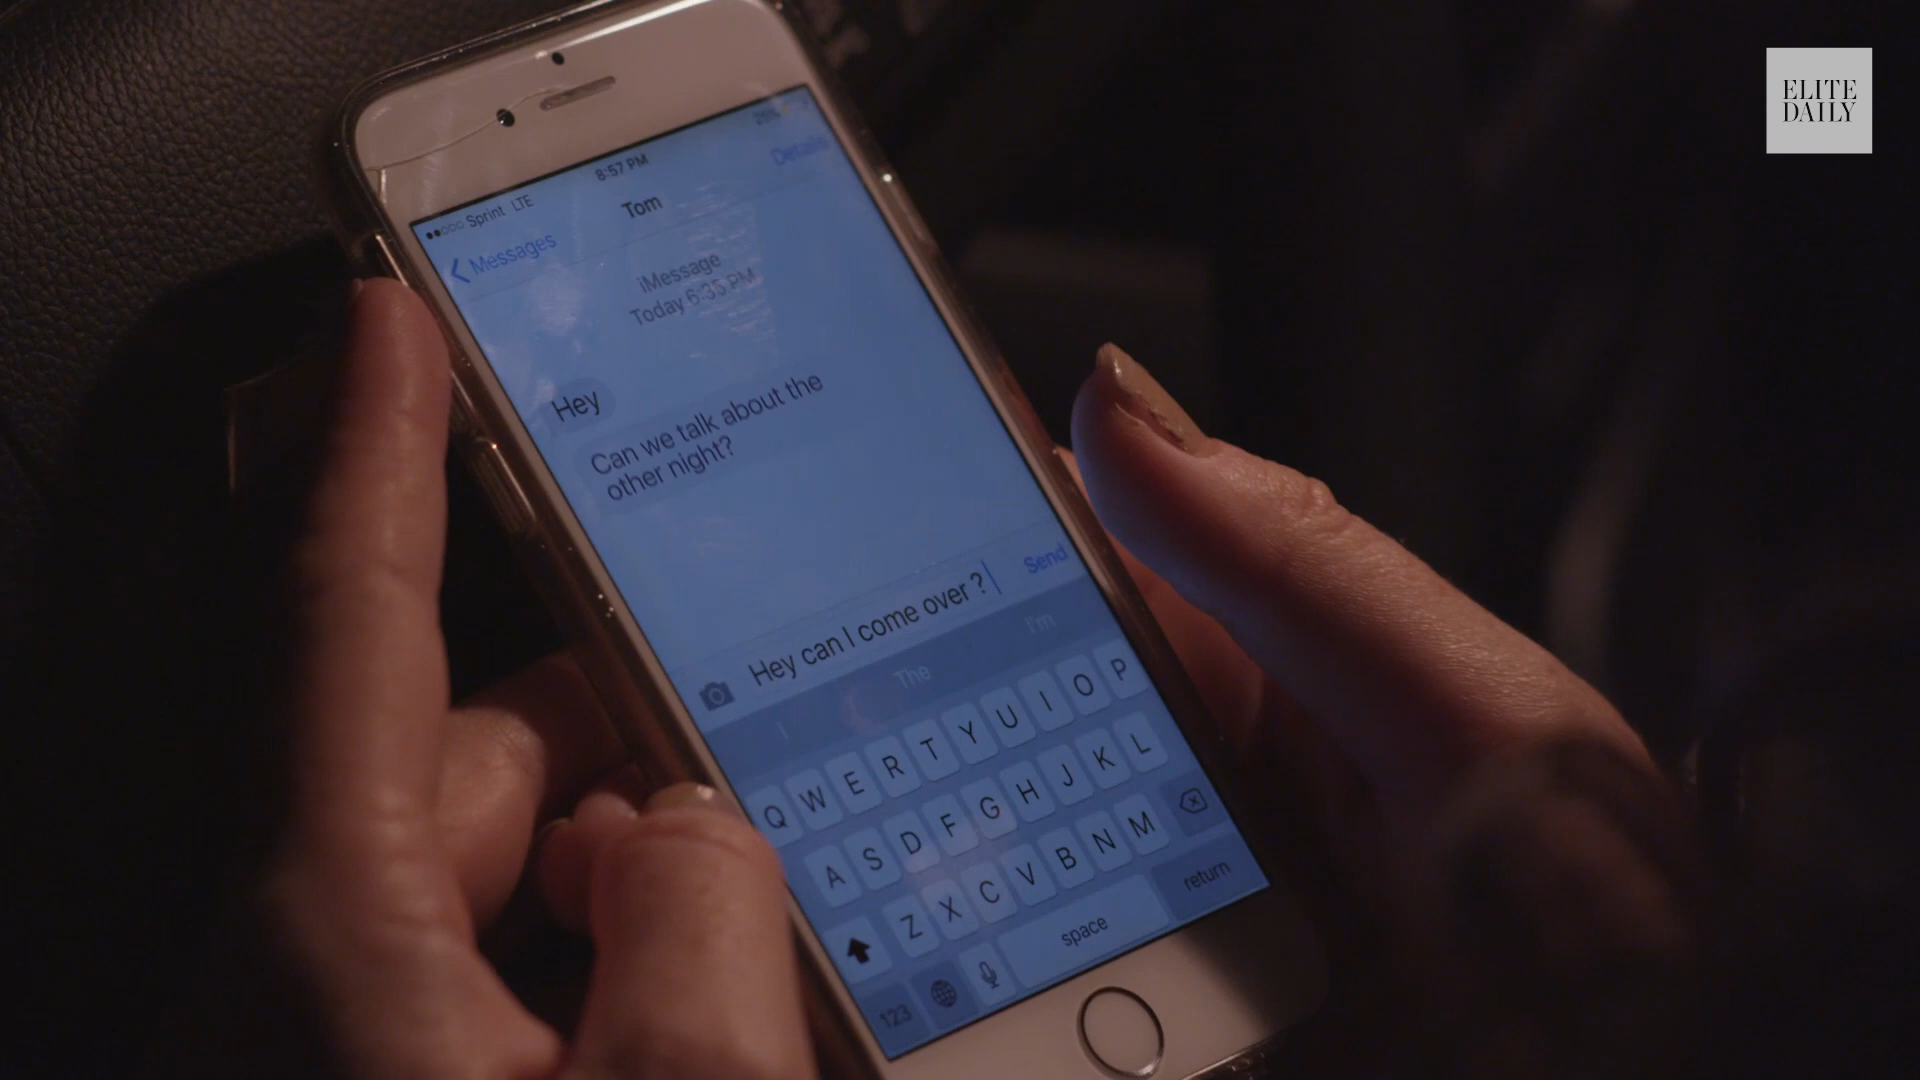 ELITE
DAILY
Sprint LTE
8:57 PM
Messages
Tom
Details
iMessage
Today 6:35 PM
Hey
Can we talk about the
other night?
Hey can I come over ?
Send
I
The
I'm
Q W E R T Y U I O P
A S D F G H J K L
Z X C V B N M
123
space
return